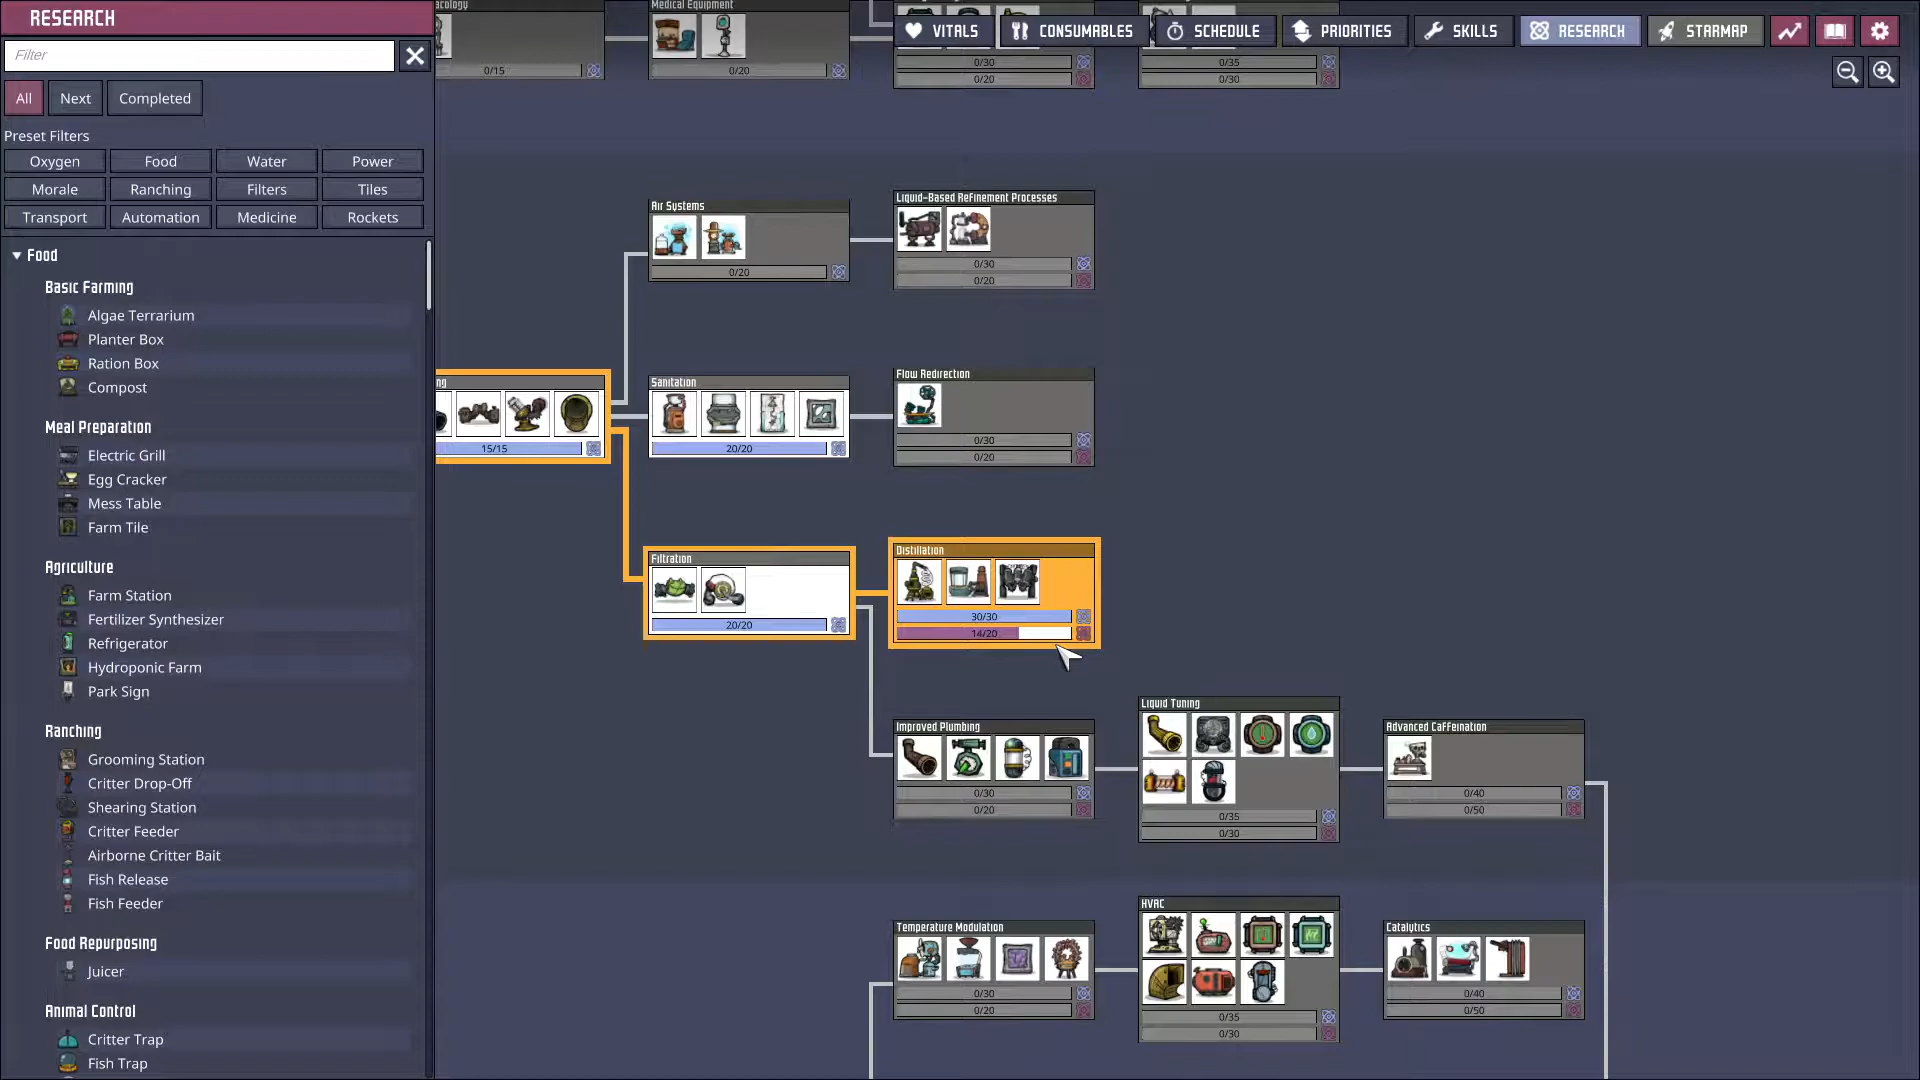 RESEARCH
Medical Equipment
VITALS
CONSUMABLES
SCHEDULE
PRIORITIES
SKILLS
RESEARCH
STARMAP
Filter
0/15
0/20
0/30
0/20
0/35
0/30
All
Next
Completed
Preset Filters
Oxygen
Food
Water
Power
Morale
Ranching
Filters
Tiles
Transport
Automation
Medicine
Rockets
Food
Basic Farming
Algae Terrarium
Planter Box
Ration Box
Compost
Meal Preparation
Electric Grill
Egg Cracker
Mess Table
Farm Tile
Agriculture
Farm Station
Fertilizer Synthesizer
Refrigerator
Hydroponic Farm
Park Sign
Ranching
Grooming Station
Critter Drop-Off
Shearing Station
Critter Feeder
Airborne Critter Bait
Fish Release
Fish Feeder
Food Repurposing
Juicer
Animal Control
Critter Trap
Fish Trap
Air Systems
0/20
Liquid-Based Refinement Processes
0/30
0/20
ng
15/15
Sanitation
20/20
Flow Redirection
0/30
0/20
Filtration
20/20
Distillation
30/30
14/20
Improved Plumbing
0/30
0/20
Liquid Tuning
0/35
0/30
Advanced Caffeination
0/40
0/50
Temperature Modulation
0/30
0/20
HVAC
0/35
0/30
Catalytics
0/40
0/50